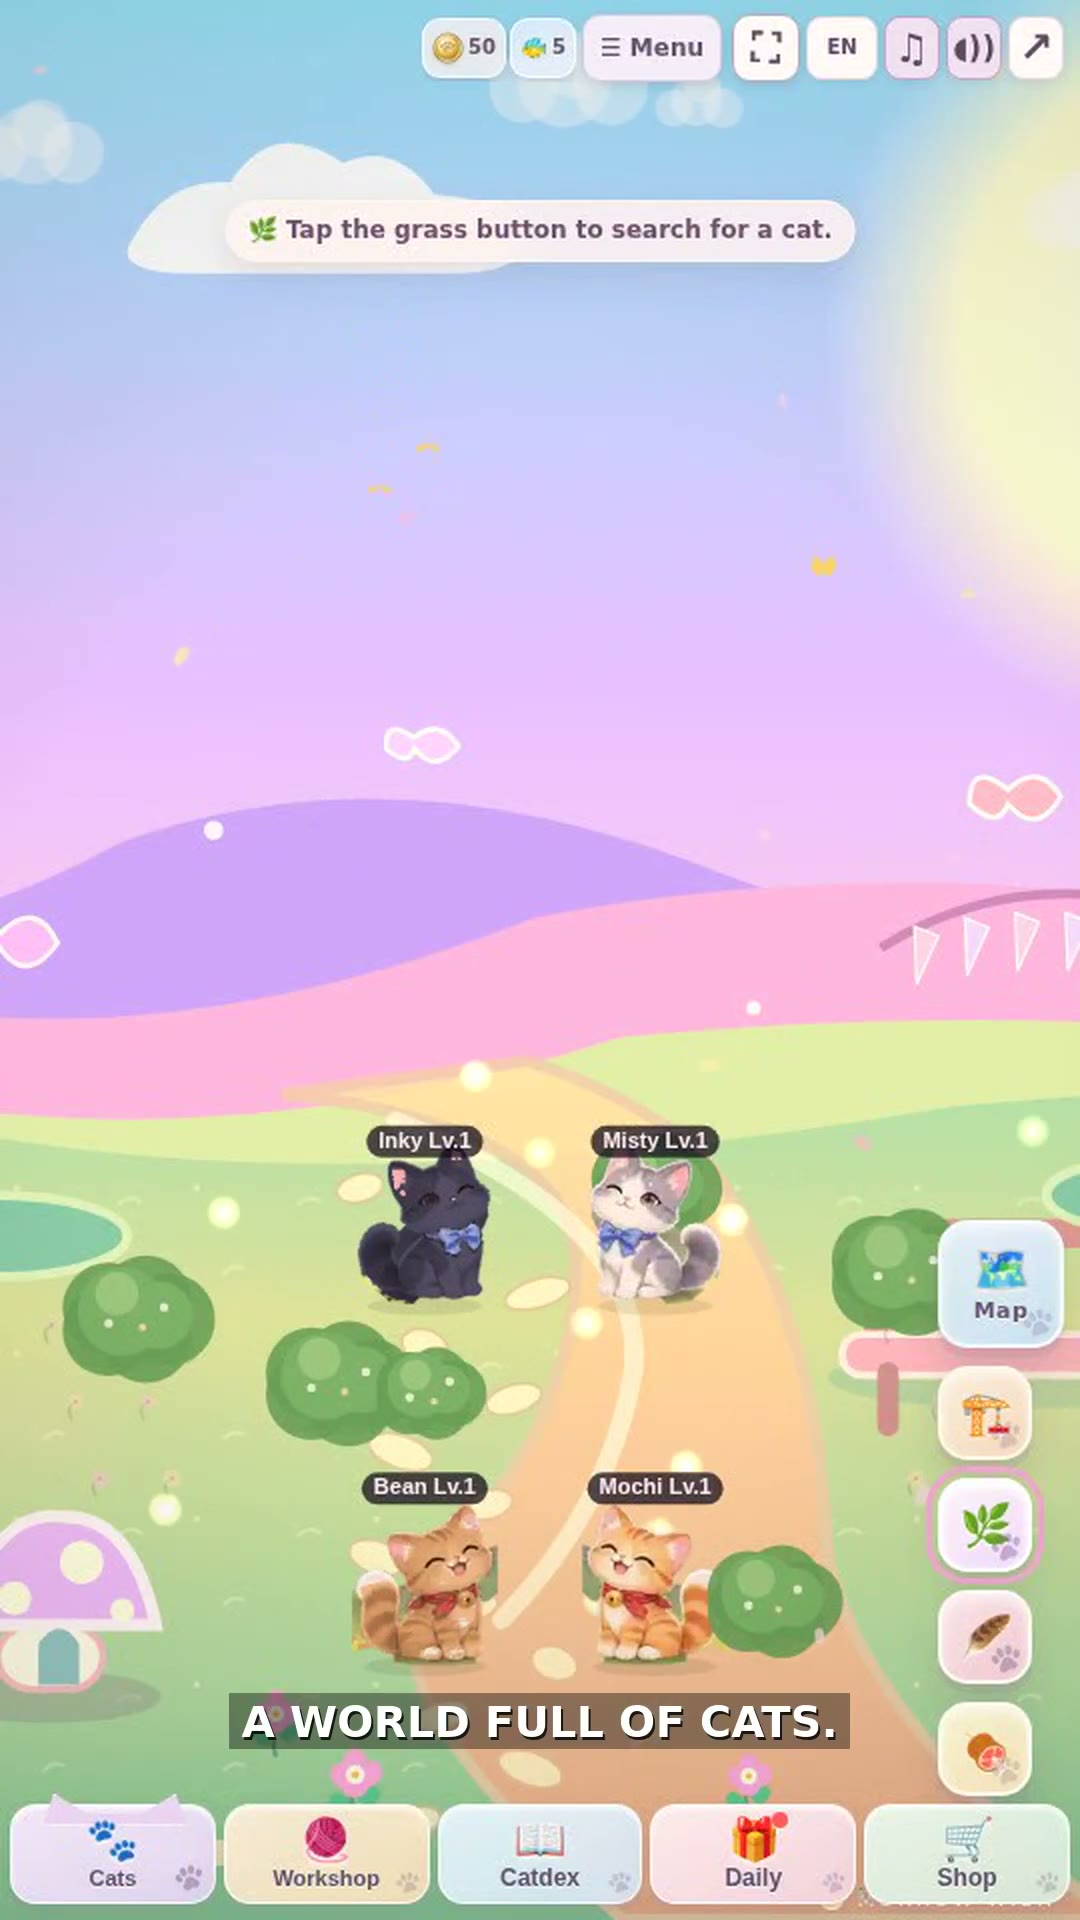 50
5
☰ Menu
EN
Tap the grass button to search for a cat.
Inky Lv.1
Misty Lv.1
Map
Bean Lv.1
Mochi Lv.1
A WORLD FULL OF CATS.
Cats
Workshop
Catdex
Daily
Shop